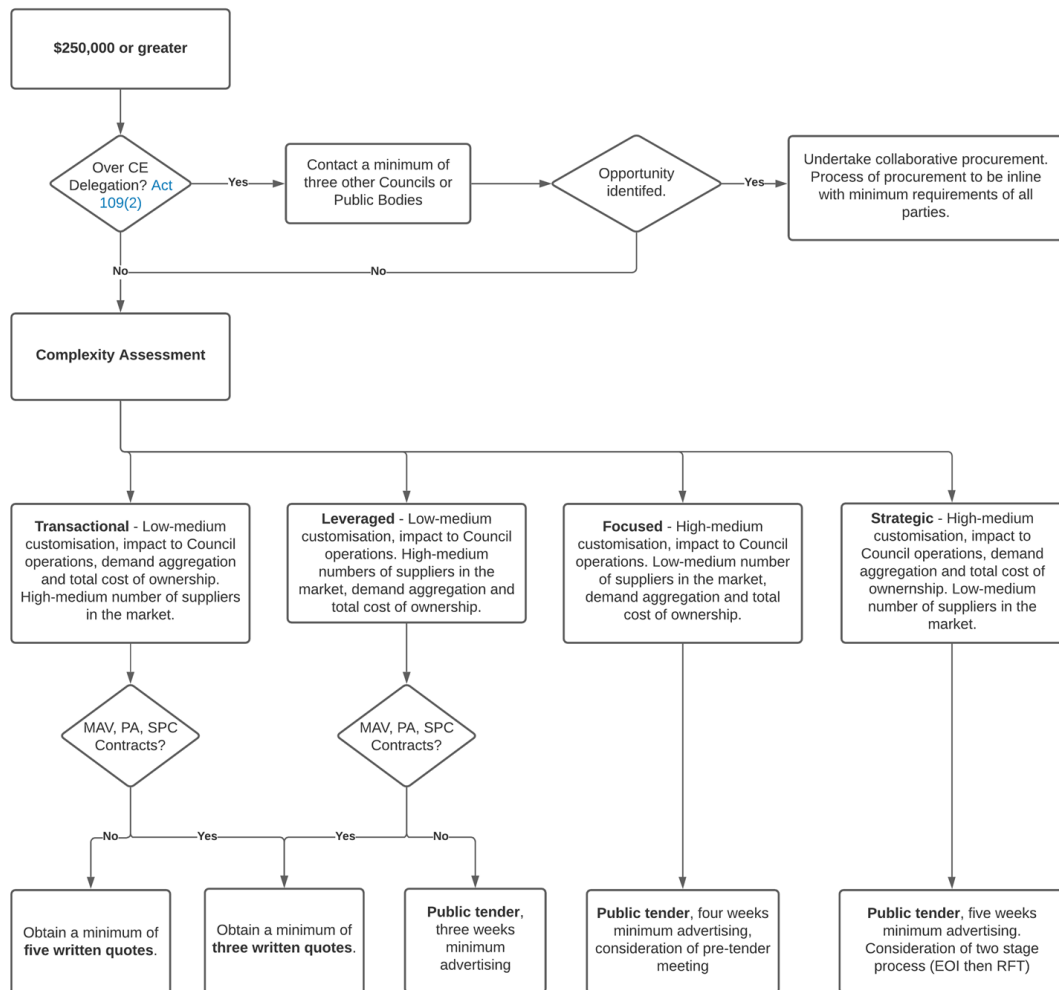 $250,000 or greater
Over CE
Delegation? Act
109(2)
Yes
Contact a minimum of
three other Councils or
Public Bodies
Opportunity
identifed.
Yes
Undertake collaborative procurement.
Process of procurement to be inline
with minimum requirements of all
parties.
No
No
Complexity Assessment
Transactional - Low-medium
customisation, impact to Council
operations, demand aggregation
and total cost of ownership.
High-medium number of suppliers
in the market.
Leveraged - Low-medium
customisation, impact to Council
operations. High-medium
numbers of suppliers in the
market, demand aggregation and
total cost of ownership.
Focused - High-medium
customisation, impact to Council
operations. Low-medium number
of suppliers in the market,
demand aggregation and total
cost of ownership.
Strategic - High-medium
customisation, impact to
Council operations, demand
aggregation and total cost of
ownernship. Low-medium
number of suppliers in the
market.
MAV, PA, SPC
Contracts?
MAV, PA, SPC
Contracts?
No
Yes
Yes
No
Obtain a minimum of
five written quotes.
Obtain a minimum of
three written quotes.
Public tender,
three weeks
minimum
advertising
Public tender, four weeks
minimum advertising,
consideration of pre-tender
meeting
Public tender, five weeks
minimum advertising.
Consideration of two stage
process (EOI then RFT)